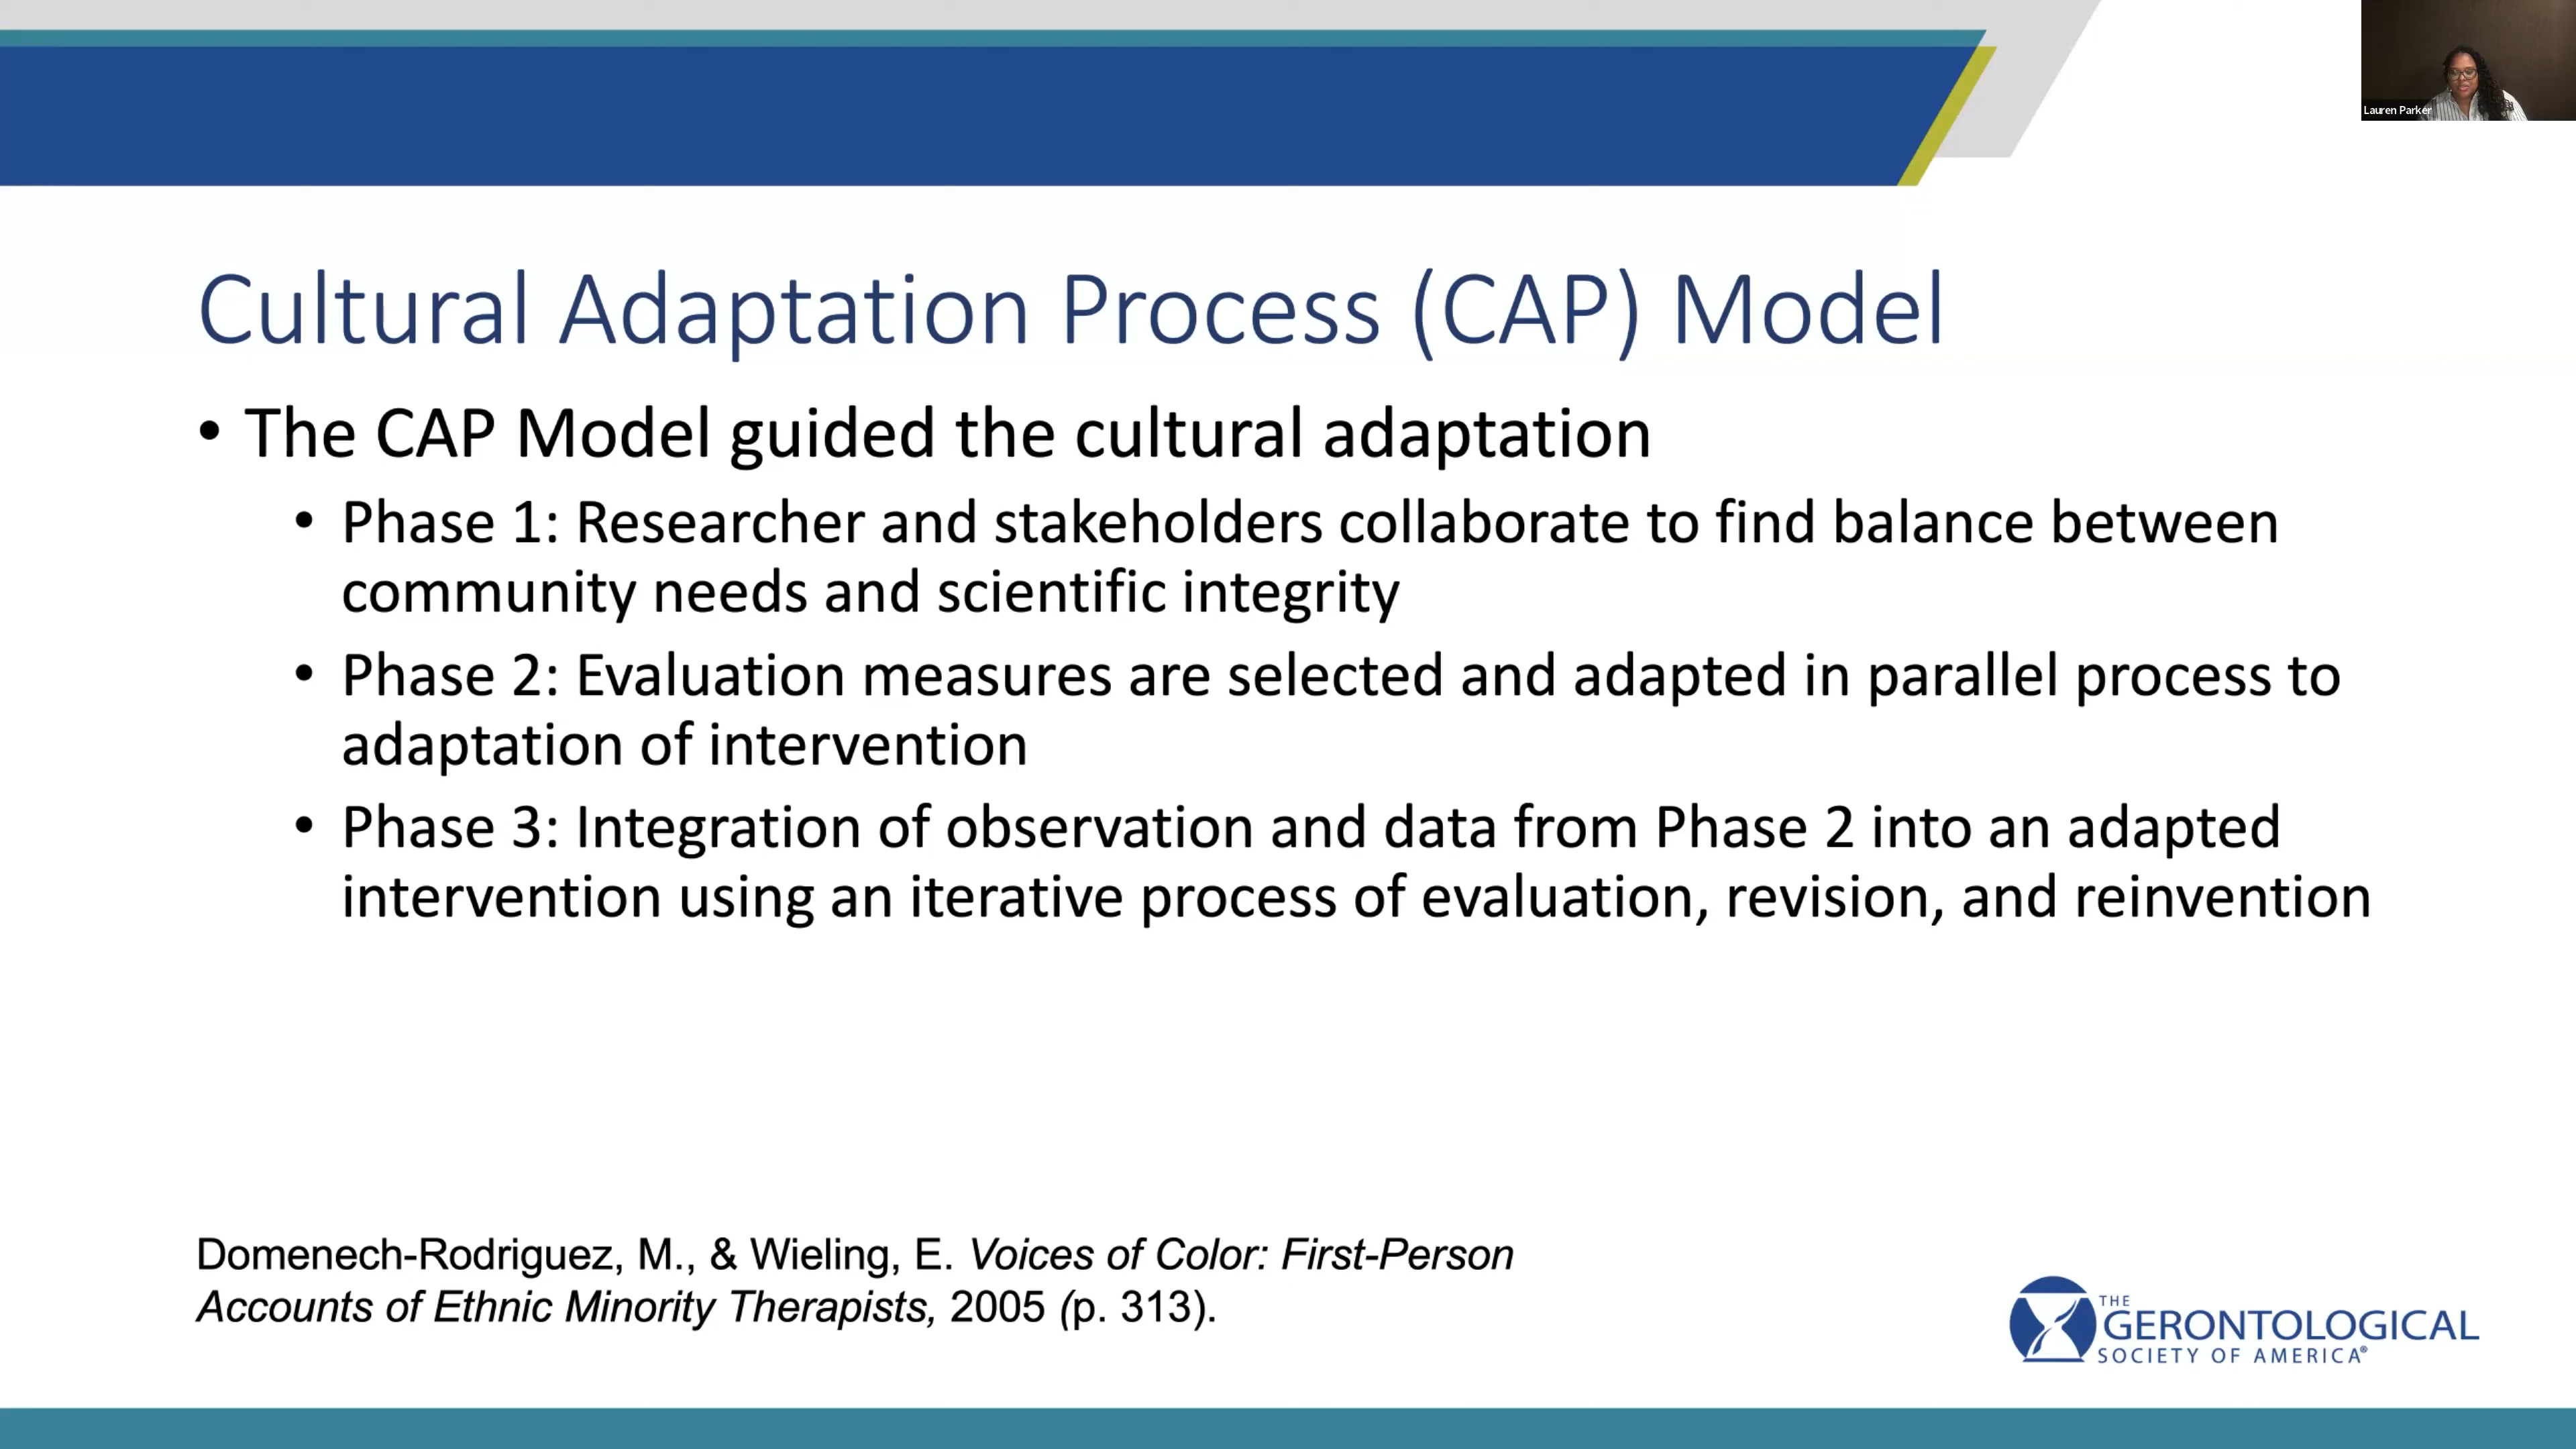 Lauren Parker
Cultural Adaptation Process (CAP) Model
• The CAP Model guided the cultural adaptation
• Phase 1: Researcher and stakeholders collaborate to find balance between
community needs and scientific integrity
• Phase 2: Evaluation measures are selected and adapted in parallel process to
adaptation of intervention
• Phase 3: Integration of observation and data from Phase 2 into an adapted
intervention using an iterative process of evaluation, revision, and reinvention
Domenech-Rodriguez, M., & Wieling, E. Voices of Color: First-Person
Accounts of Ethnic Minority Therapists, 2005 (p. 313).
THE
GERONTOLOGICAL
SOCIETY OF AMERICA®